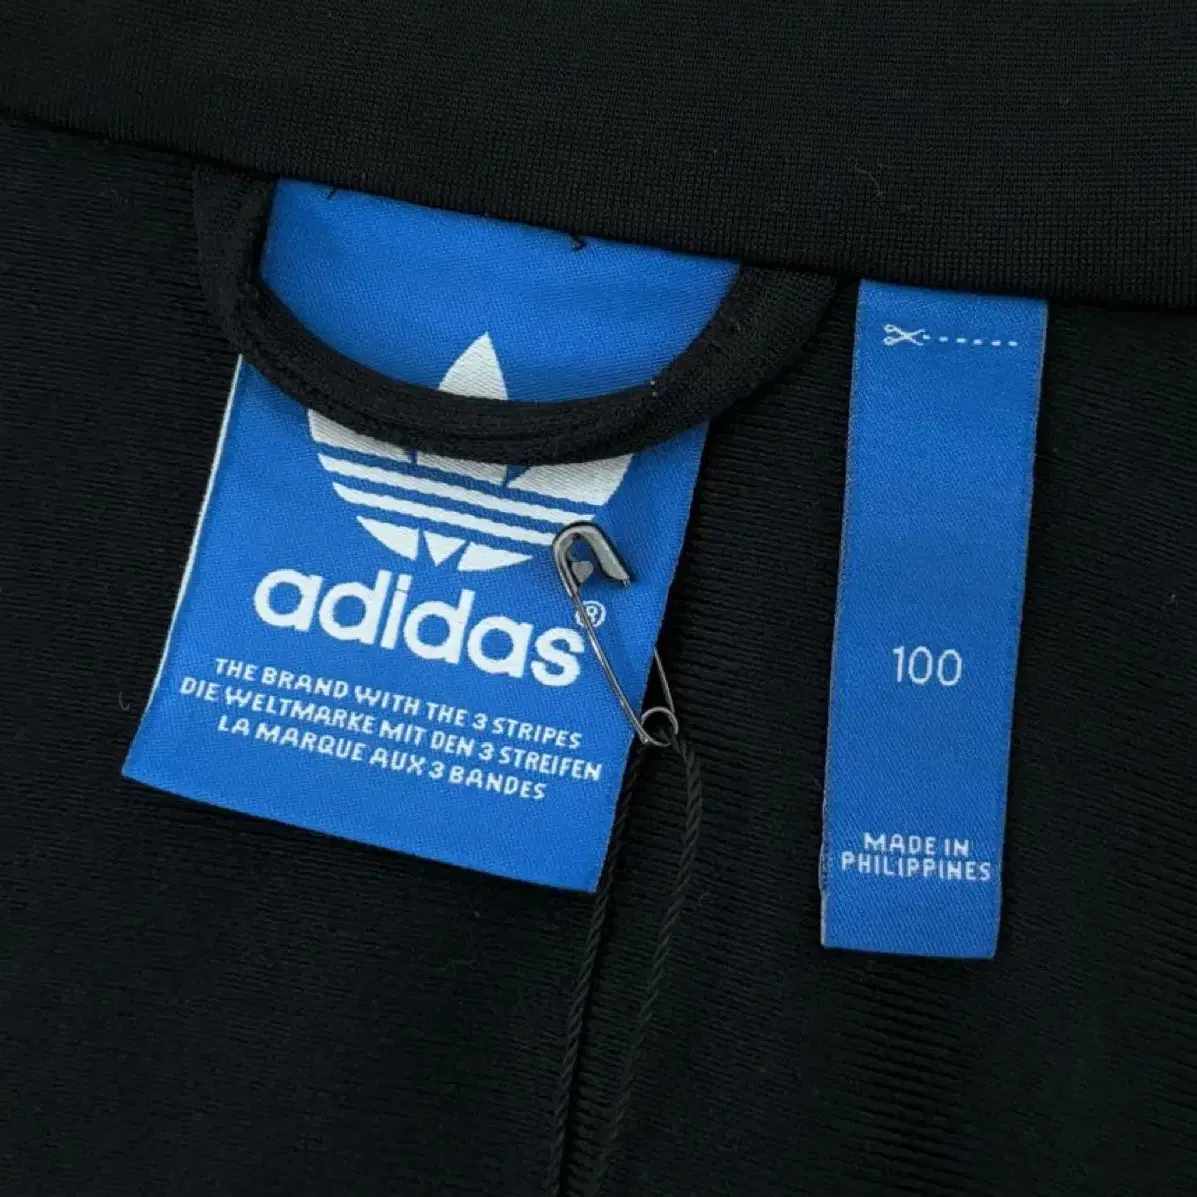 adidas®
THE BRAND WITH THE 3 STRIPES
DIE WELTMARKE MIT DEN 3 STREIFEN
LA MARQUE AUX 3 BANDES
100
MADE IN
PHILIPPINES